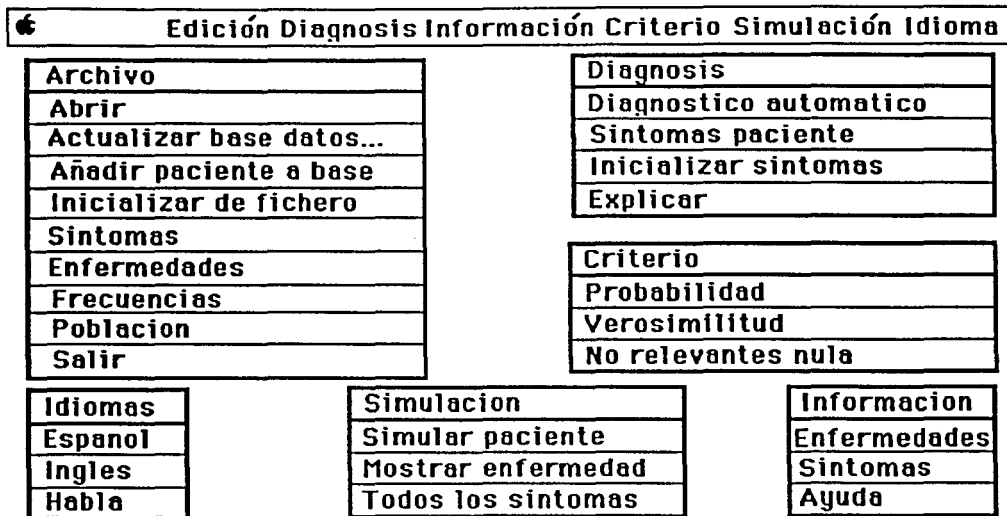 Edición Diagnosis Información Criterio Simulación Idioma
Archivo
Abrir
Actualizar base datos...
Añadir paciente a base
Inicializar de fichero
Sintomas
Enfermedades
Frecuencias
Poblacion
Salir
Diagnosis
Diagnostico automatico
Sintomas paciente
Inicializar sintomas
Explicar
Criterio
Probabilidad
Verosimilitud
No relevantes nula
Idiomas
Espanol
Ingles
Habla
Simulacion
Simular paciente
Mostrar enfermedad
Todos los sintomas
Informacion
Enfermedades
Sintomas
Ayuda